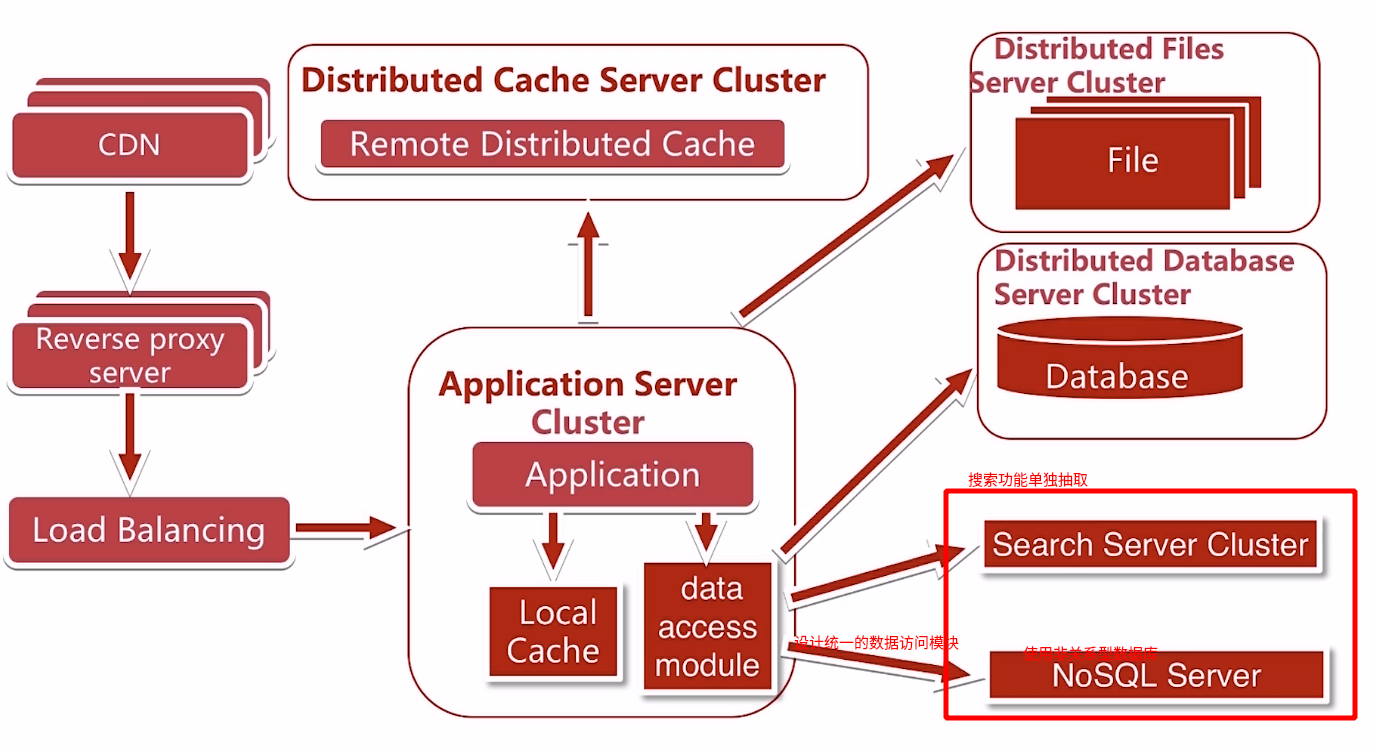 CDN
Reverse proxy
server
Load Balancing
Distributed Cache Server Cluster
Remote Distributed Cache
Application Server
Cluster
Application
Local
Cache
data
access
module
Distributed Files
Server Cluster
File
Distributed Database
Server Cluster
Database
搜索功能单独抽取
Search Server Cluster
设计统一的数据访问模块
使用非关系型数据库
NoSQL Server